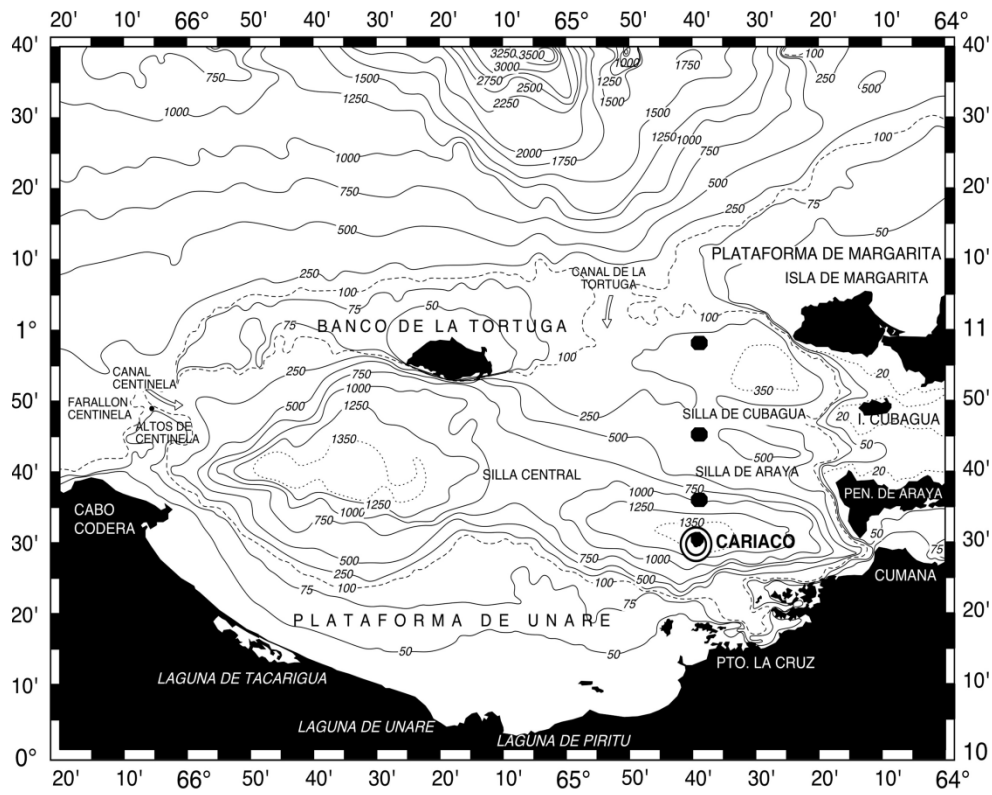 20' 10' 66° 50' 40' 30' 20' 10' 65° 50' 40' 30' 20' 10' 64°
40' 40'
3250 3500
3000
2750 2500
2250
750 1500 1250 1000
1250 1000 1750 100 250 500
1500 1500
30' 30'
2000 1750
1250 1000 750
1000 500 100
20' 20'
750 250 75
500 50
10' 10'
PLATAFORMA DE MARGARITA
ISLA DE MARGARITA
250
100
75 50
CANAL DE LA
TORTUGA
75 100
1° 11
BANCO DE LA TORTUGA
100
250 750 1000
20
CANAL
CENTINELA
350
50' 50'
FARALLON
CENTINELA
500 1250 250
SILLA DE CUBAGUA
20
I. CUBAGUA
ALTOS DE
CENTINELA
1350 500
500 50
40' 40'
SILLA CENTRAL
SILLA DE ARAYA
20
750
PEN. DE ARAYA
CABO
CODERA
1250
1000 1000
1250
750 1350
50
CARIACO
30' 30'
500 1000 75
250 750
100 500
CUMANA
75 100 75
20' 20'
PLATAFORMA DE UNARE
50 50
PTO. LA CRUZ
LAGUNA DE TACARIGUA
10' 10'
LAGUNA DE UNARE
LAGUNA DE PIRITU
0° 10
20' 10' 66° 50' 40' 30' 20' 10' 65° 50' 40' 30' 20' 10' 64°